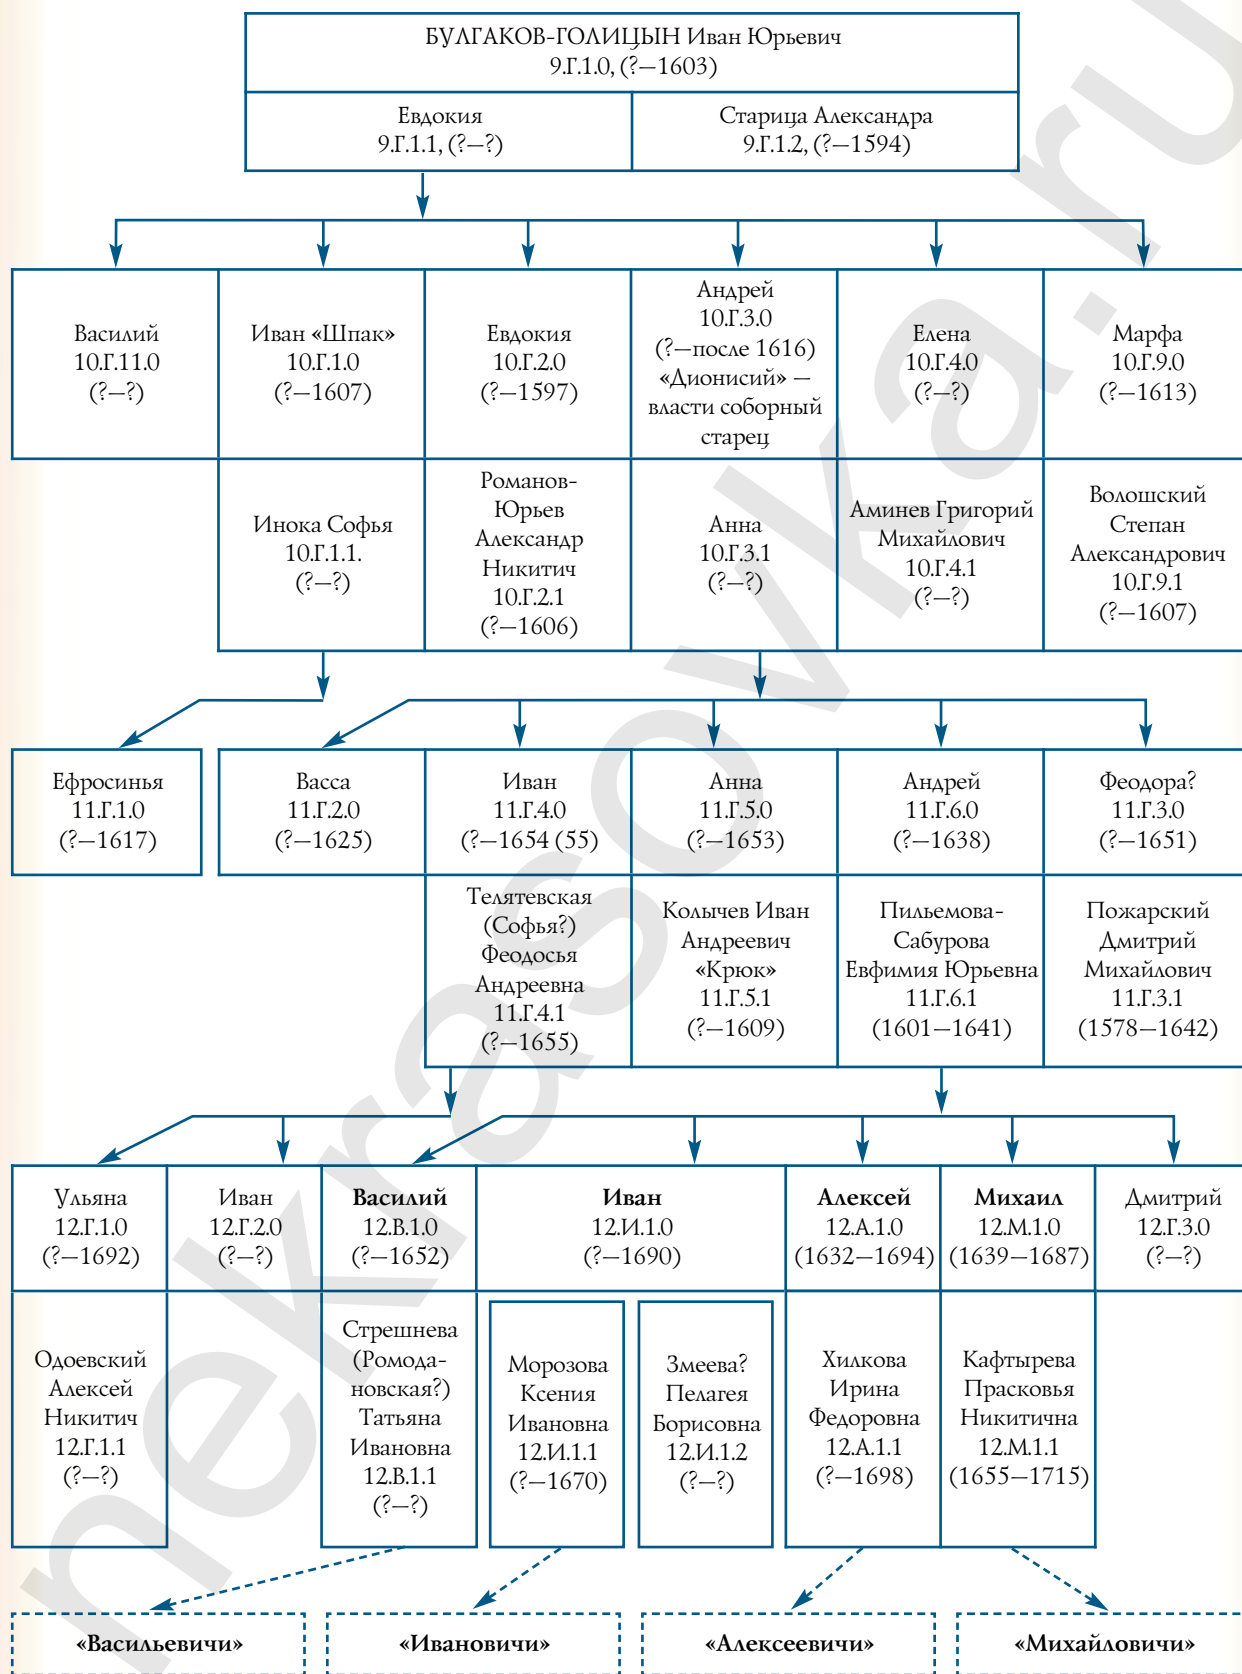 БУЛГАКОВ-ГОЛИЦЫН Иван Юрьевич
9.Г.1.0, (?—1603)
Евдокия
9.Г.1.1, (?—?)
Старица Александра
9.Г.1.2, (?—1594)
Василий
10.Г.11.0
(?—?)
Иван «Шпак»
10.Г.1.0
(?—1607)
Евдокия
10.Г.2.0
(?—1597)
Андрей
10.Г.3.0
(?—после 1616)
«Дионисий» —
власти соборный
старец
Елена
10.Г.4.0
(?—?)
Марфа
10.Г.9.0
(?—1613)
Инока Софья
10.Г.1.1.
(?—?)
Романов-
Юрьев
Александр
Никитич
10.Г.2.1
(?—1606)
Анна
10.Г.3.1
(?—?)
Аминев Григорий
Михайлович
10.Г.4.1
(?—?)
Волошский
Степан
Александрович
10.Г.9.1
(?—1607)
Ефросинья
11.Г.1.0
(?—1617)
Васса
11.Г.2.0
(?—1625)
Иван
11.Г.4.0
(?—1654 (55)
Анна
11.Г.5.0
(?—1653)
Андрей
11.Г.6.0
(?—1638)
Феодора?
11.Г.3.0
(?—1651)
Телятевская
(Софья?)
Феодосья
Андреевна
11.Г.4.1
(?—1655)
Колычев Иван
Андреевич
«Крюк»
11.Г.5.1
(?—1609)
Пильемова-
Сабурова
Евфимия Юрьевна
11.Г.6.1
(1601—1641)
Пожарский
Дмитрий
Михайлович
11.Г.3.1
(1578—1642)
Ульяна
12.Г.1.0
(?—1692)
Иван
12.Г.2.0
(?—?)
Василий
12.В.1.0
(?—1652)
Иван
12.И.1.0
(?—1690)
Алексей
12.А.1.0
(1632—1694)
Михаил
12.М.1.0
(1639—1687)
Дмитрий
12.Г.3.0
(?—?)
Одоевский
Алексей
Никитич
12.Г.1.1
(?—?)
Стрешнева
(Ромода-
новская?)
Татьяна
Ивановна
12.В.1.1
(?—?)
Морозова
Ксения
Ивановна
12.И.1.1
(?—1670)
Змеева?
Пелагея
Борисовна
12.И.1.2
(?—?)
Хилкова
Ирина
Федоровна
12.А.1.1
(?—1698)
Кафтырева
Прасковья
Никитична
12.М.1.1
(1655—1715)
«Васильевичи»
«Ивановичи»
«Алексеевичи»
«Михайловичи»
nekrasovka.ru